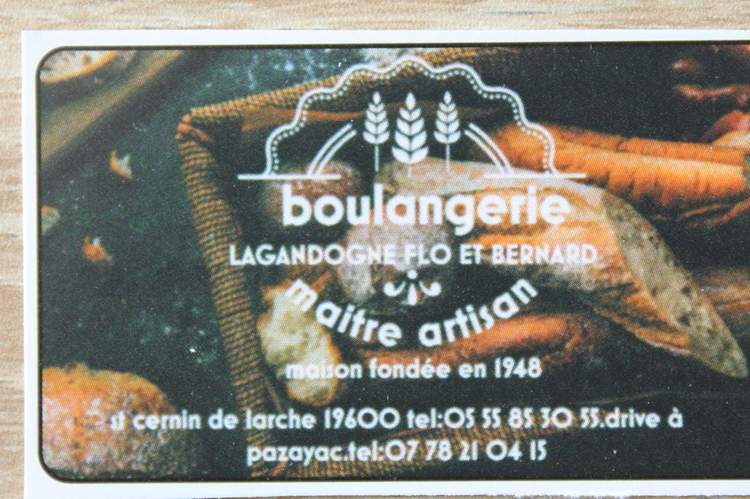 boulangerie
LAGANDOGNE FLO ET BERNARD
maitre artisan
maison fondée en 1948
st cernin de larche 19600 tel:05 55 85 30 55.drive à
pazayac.tel:07 78 21 04 15